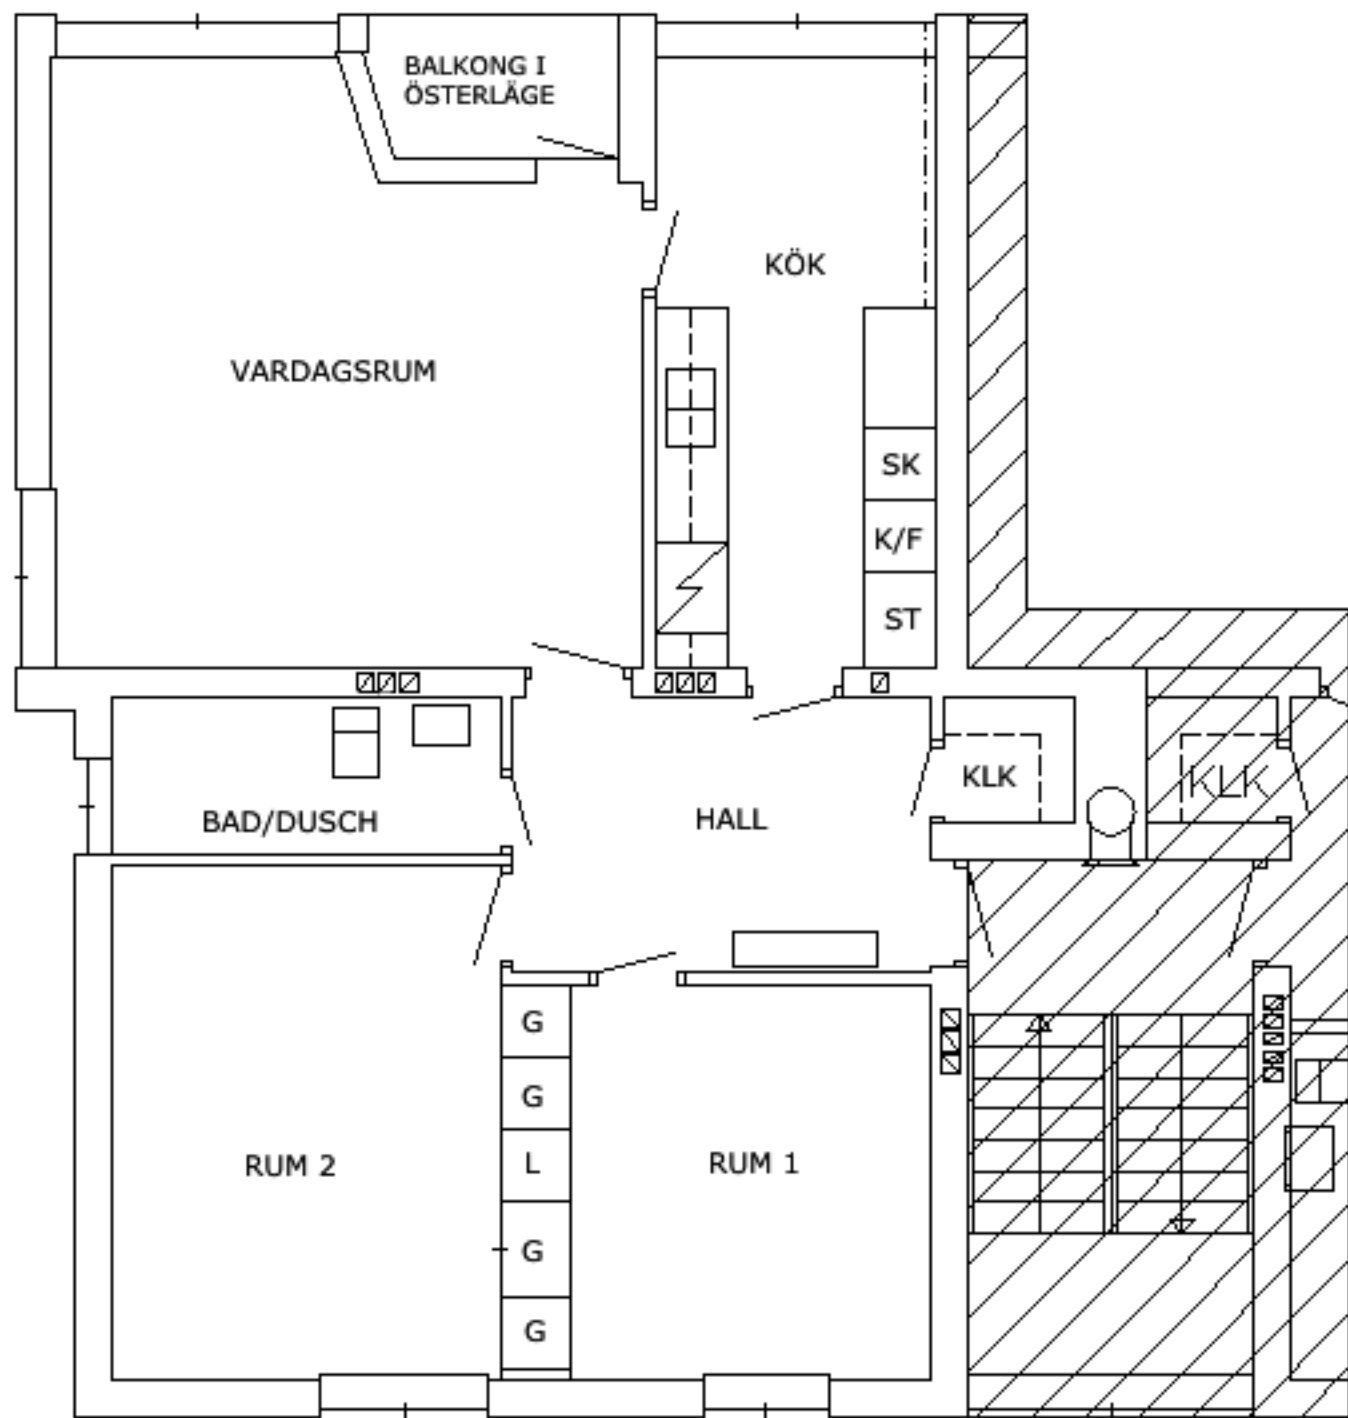 BALKONG I
ÖSTERLÄGE
KÖK
VARDAGSRUM
SK
K/F
ST
KLK
KLK
HALL
BAD/DUSCH
G
G
L
G
G
RUM 2
RUM 1